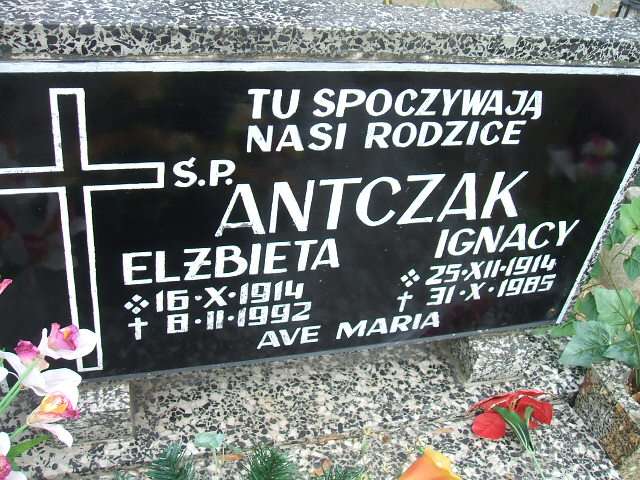 TU SPOCZYWAJĄ
NASI RODZICE
Ś.P.
ANTCZAK
ELŻBIETA
16·X·1914
8·II·1992
IGNACY
25·XII·1914
31·X·1985
AVE MARIA